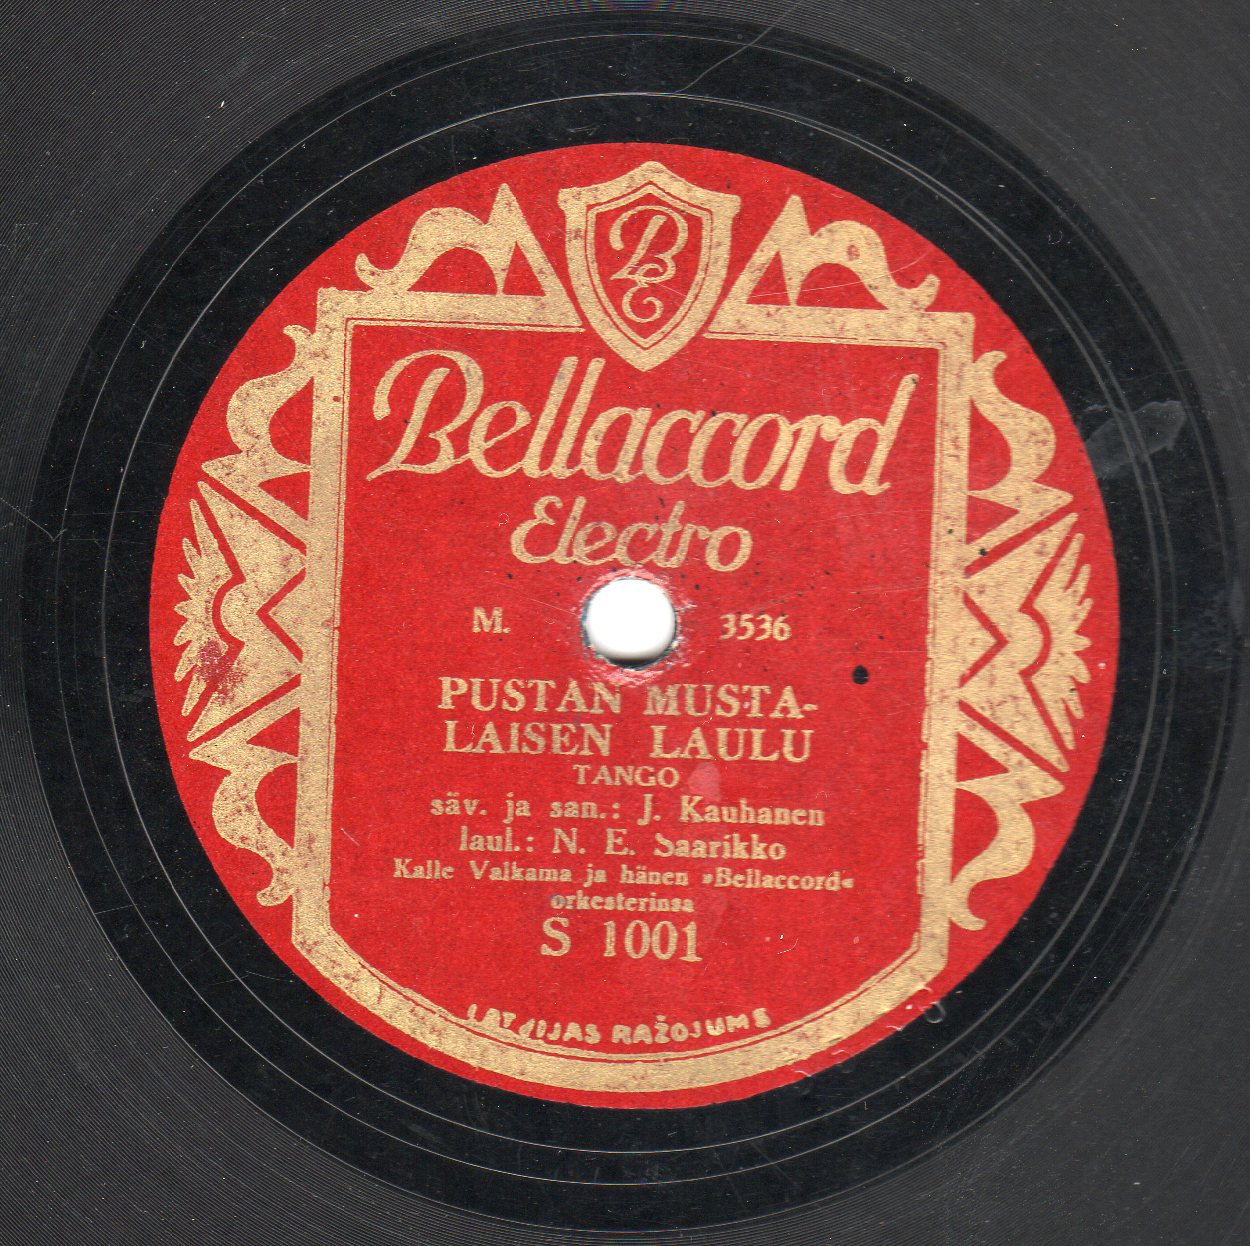 BE
Bellaccord
Electro
M. 3536
PUSTAN MUSTA-
LAISEN LAULU
TANGO
säv. ja san.: J. Kauhanen
laul.: N. E. Saarikko
Kalle Valkama ja hänen »Bellaccord«
orkesterinsa
S 1001
LATVIJAS RAŽOJUMS